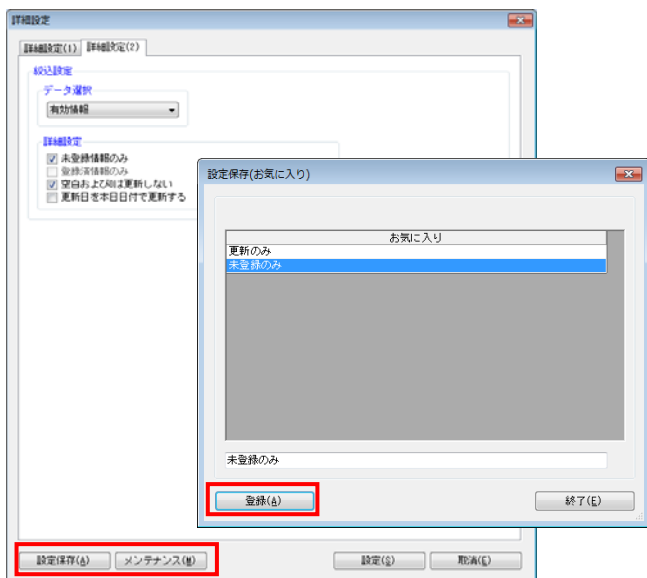 詳細設定
詳細設定(1) 詳細設定(2)
絞込設定
データ選択
有効情報
詳細設定
未登録情報のみ
登録済情報のみ
空白および/は更新しない
更新日を本日日付で更新する
設定保存(お気に入り)
お気に入り
更新のみ
未登録のみ
未登録のみ
登録(A) 終了(E)
設定保存(A) メンテナンス(M) 設定(S) 取消(E)